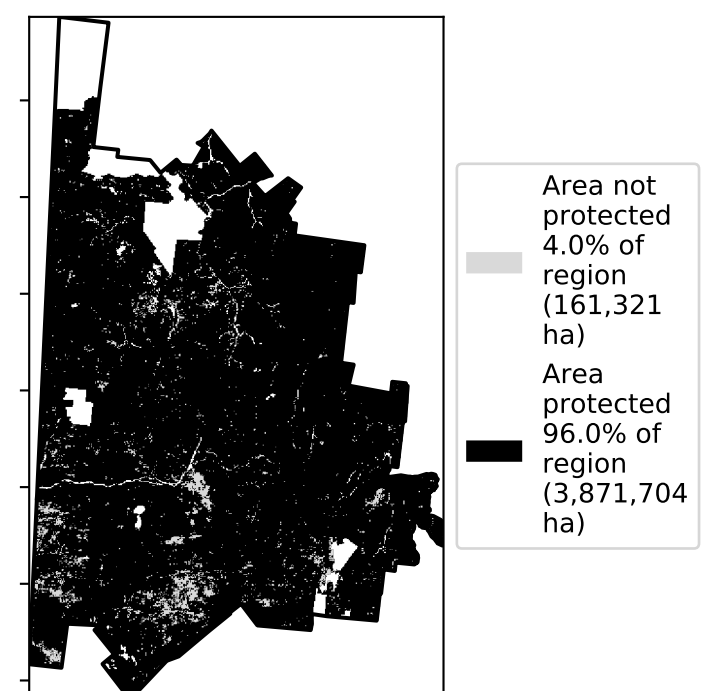 Area not
protected
4.0% of
region
(161,321
ha)
Area
protected
96.0% of
region
(3,871,704
ha)